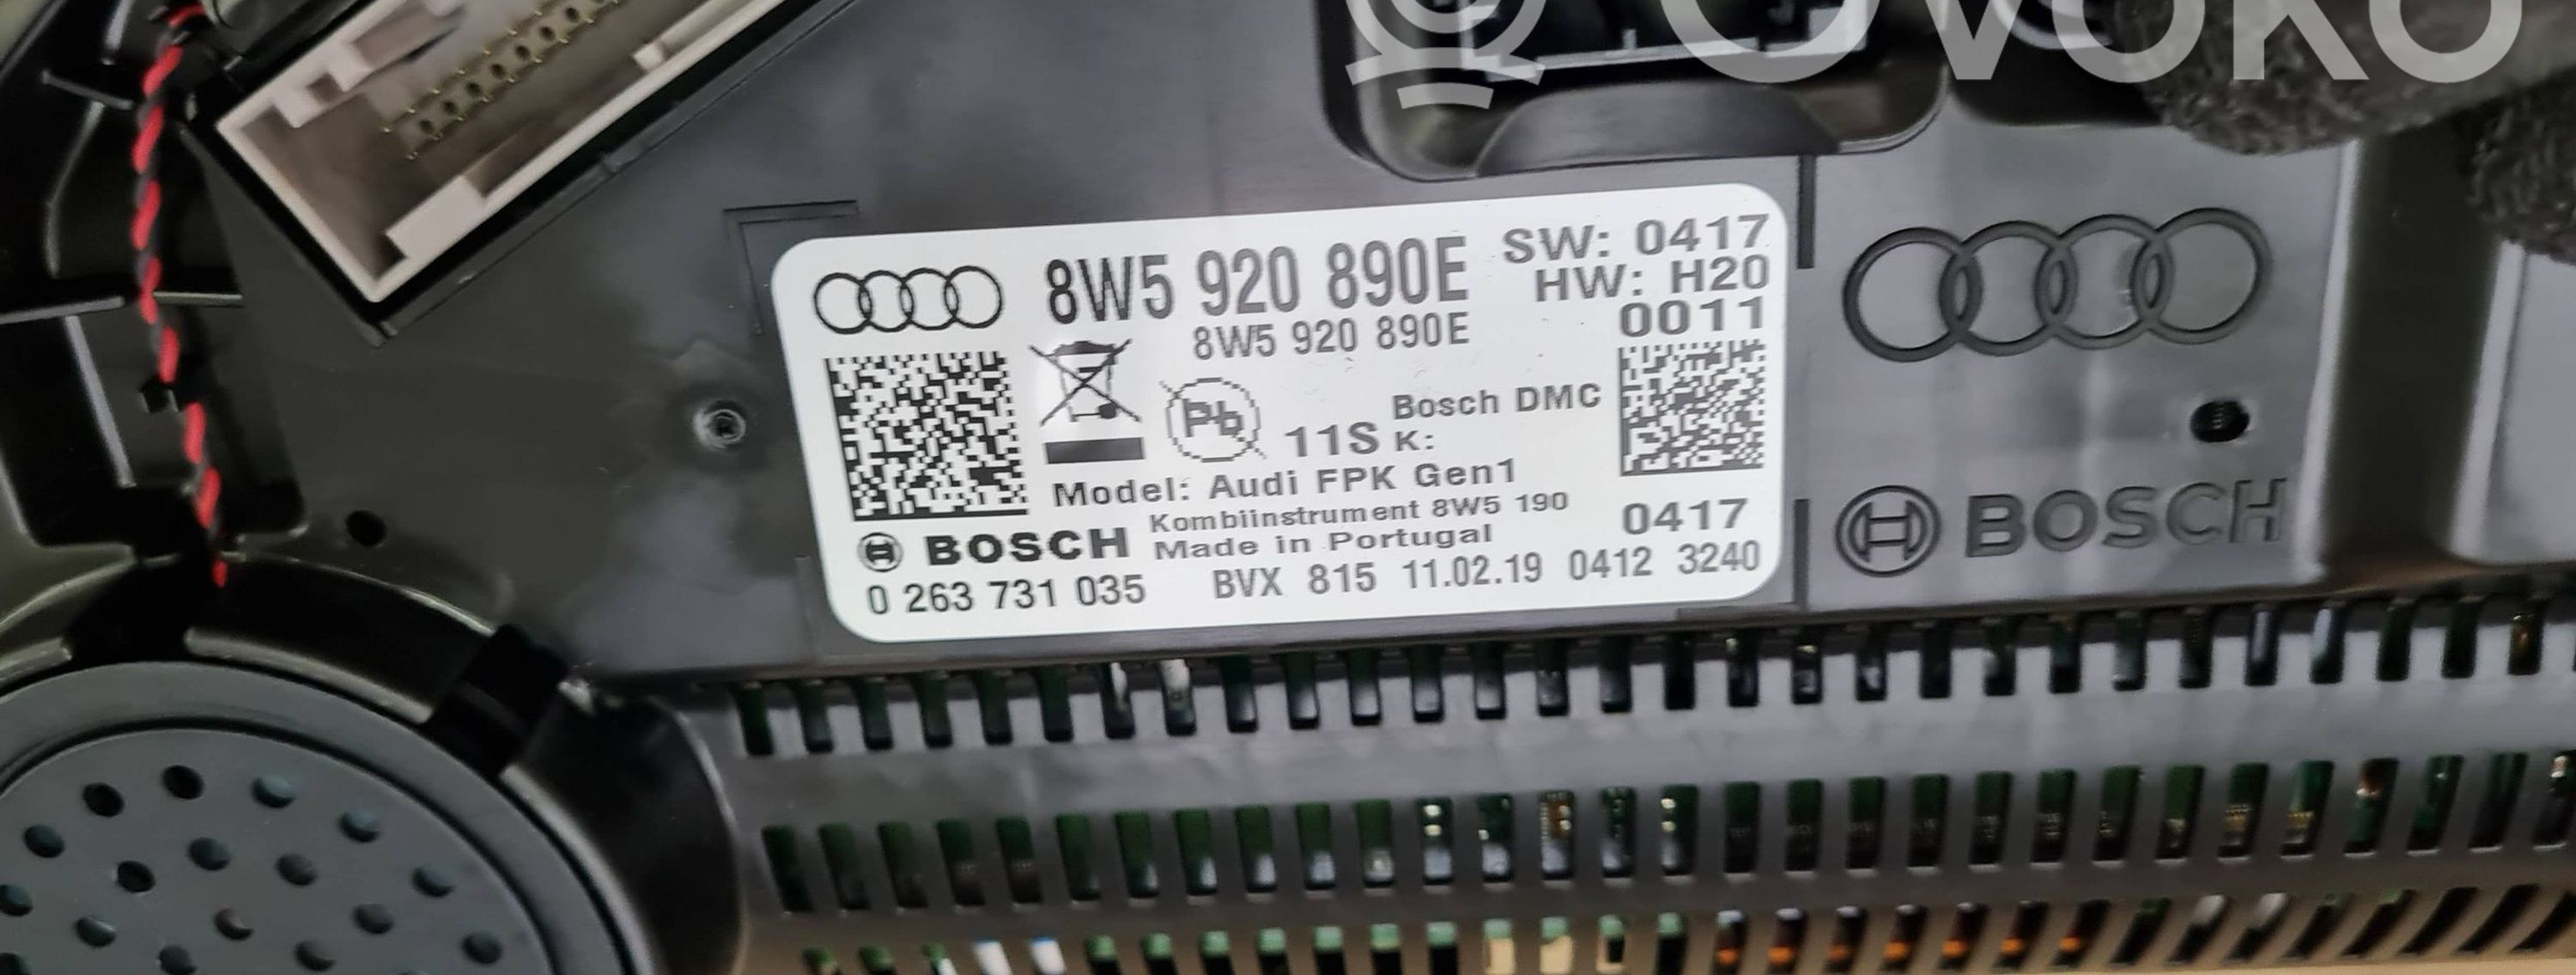 OVOKO
8W5 920 890E
SW: 0417
HW: H20
0011
8W5 920 890E
Pb
Bosch DMC
11S K:
Model: Audi FPK Gen1
Kombiinstrument 8W5 190
0417
BOSCH
Made in Portugal
0 263 731 035 BVX 815 11.02.19 0412 3240
BOSCH